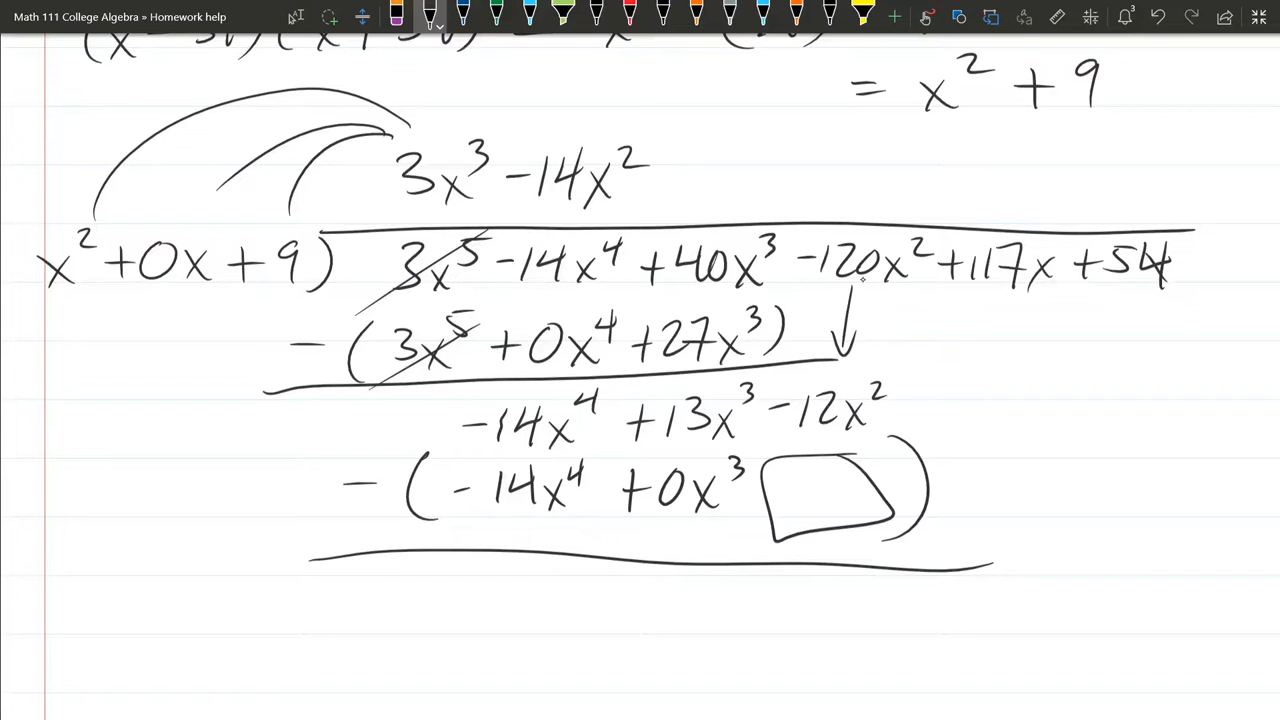 Math 111 College Algebra » Homework help
= x² + 9
3x³ -14x²
x² +0x + 9) 3x⁵ -14x⁴ +40x³ -120x² +117x +54
- (3x⁵ +0x⁴ +27x³)
-14x⁴ +13x³ -12x²
- ( -14x⁴ +0x³ )